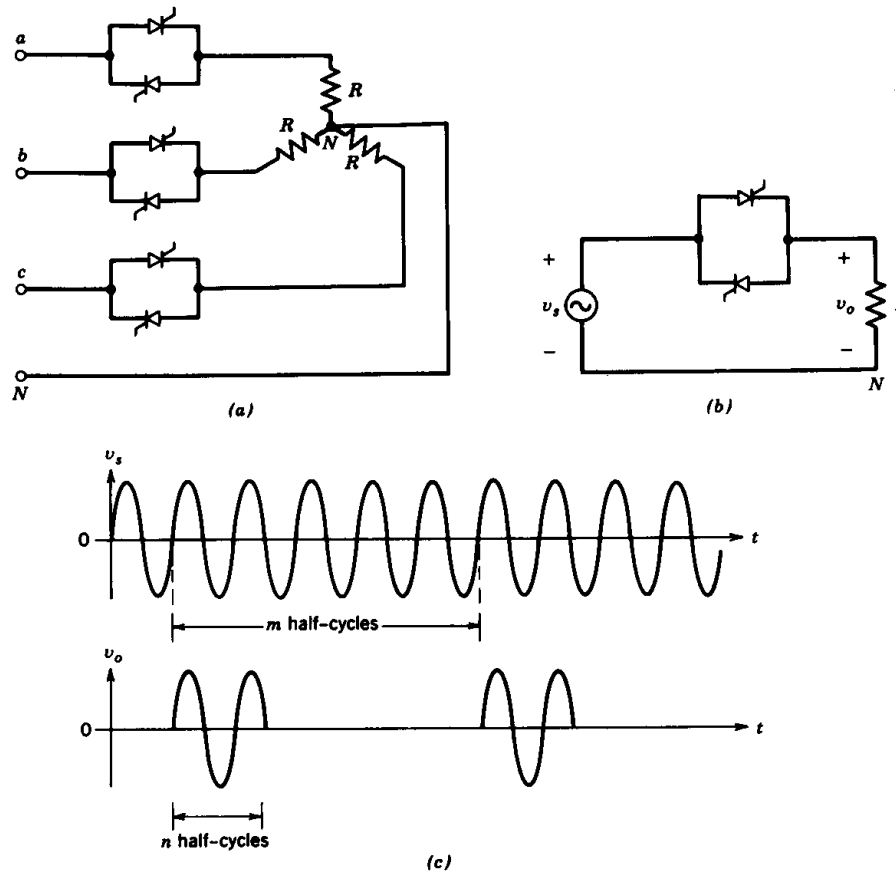 a
R
R
N
R
b
c
N
(a)
+
+
v_s
v_o
−
−
N
(b)
v_s
0
t
m half-cycles
v_o
0
t
n half-cycles
(c)